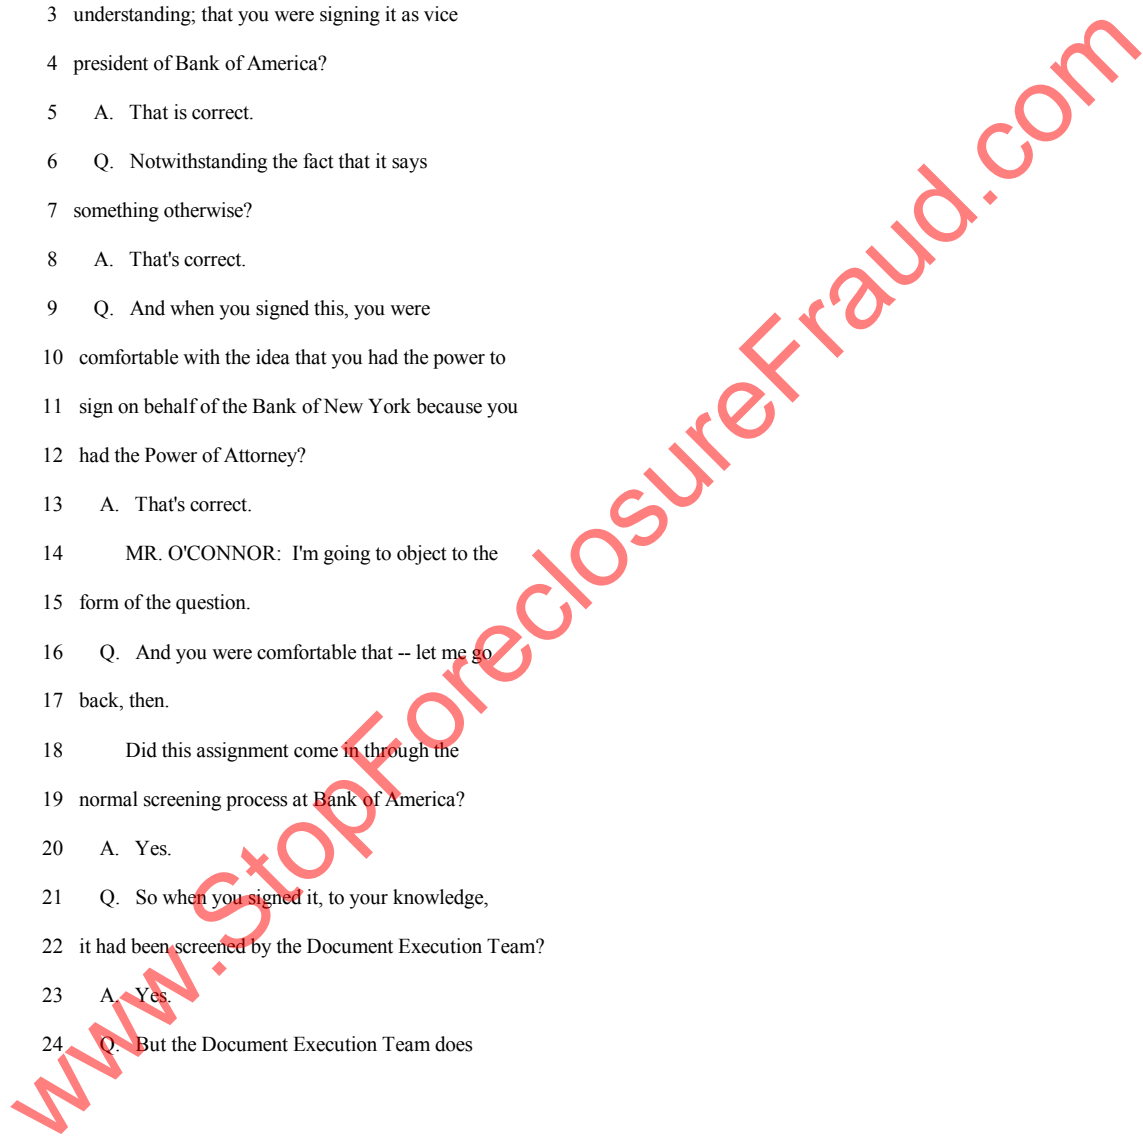 3 understanding; that you were signing it as vice
4 president of Bank of America?
5 A. That is correct.
6 Q. Notwithstanding the fact that it says
7 something otherwise?
8 A. That's correct.
9 Q. And when you signed this, you were
10 comfortable with the idea that you had the power to
11 sign on behalf of the Bank of New York because you
12 had the Power of Attorney?
13 A. That's correct.
14 MR. O'CONNOR: I'm going to object to the
15 form of the question.
16 Q. And you were comfortable that -- let me go
17 back, then.
18 Did this assignment come in through the
19 normal screening process at Bank of America?
20 A. Yes.
21 Q. So when you signed it, to your knowledge,
22 it had been screened by the Document Execution Team?
23 A. Yes.
24 Q. But the Document Execution Team does
www.StopForeclosureFraud.com